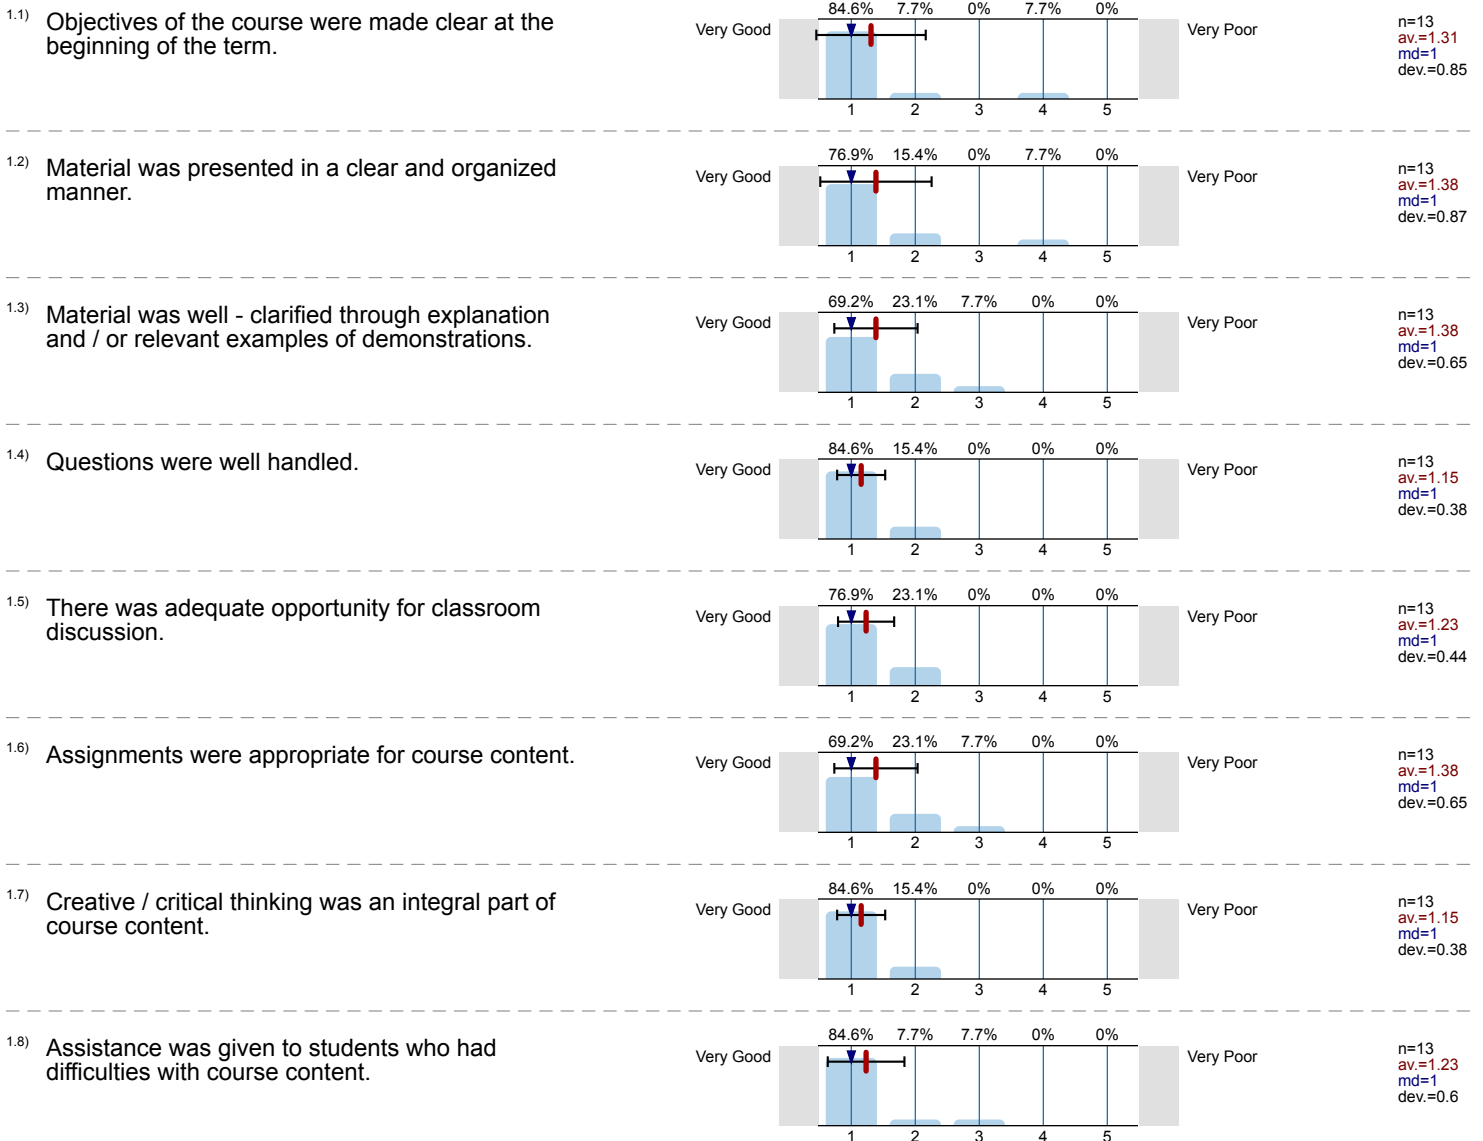 1.1) Objectives of the course were made clear at the
beginning of the term.
84.6% 7.7% 0% 7.7% 0%
Very Good
Very Poor
1 2 3 4 5
n=13
av.=1.31
md=1
dev.=0.85
1.2) Material was presented in a clear and organized
manner.
76.9% 15.4% 0% 7.7% 0%
Very Good
Very Poor
1 2 3 4 5
n=13
av.=1.38
md=1
dev.=0.87
1.3) Material was well - clarified through explanation
and / or relevant examples of demonstrations.
69.2% 23.1% 7.7% 0% 0%
Very Good
Very Poor
1 2 3 4 5
n=13
av.=1.38
md=1
dev.=0.65
1.4) Questions were well handled.
84.6% 15.4% 0% 0% 0%
Very Good
Very Poor
1 2 3 4 5
n=13
av.=1.15
md=1
dev.=0.38
1.5) There was adequate opportunity for classroom
discussion.
76.9% 23.1% 0% 0% 0%
Very Good
Very Poor
1 2 3 4 5
n=13
av.=1.23
md=1
dev.=0.44
1.6) Assignments were appropriate for course content.
69.2% 23.1% 7.7% 0% 0%
Very Good
Very Poor
1 2 3 4 5
n=13
av.=1.38
md=1
dev.=0.65
1.7) Creative / critical thinking was an integral part of
course content.
84.6% 15.4% 0% 0% 0%
Very Good
Very Poor
1 2 3 4 5
n=13
av.=1.15
md=1
dev.=0.38
1.8) Assistance was given to students who had
difficulties with course content.
84.6% 7.7% 7.7% 0% 0%
Very Good
Very Poor
1 2 3 4 5
n=13
av.=1.23
md=1
dev.=0.6